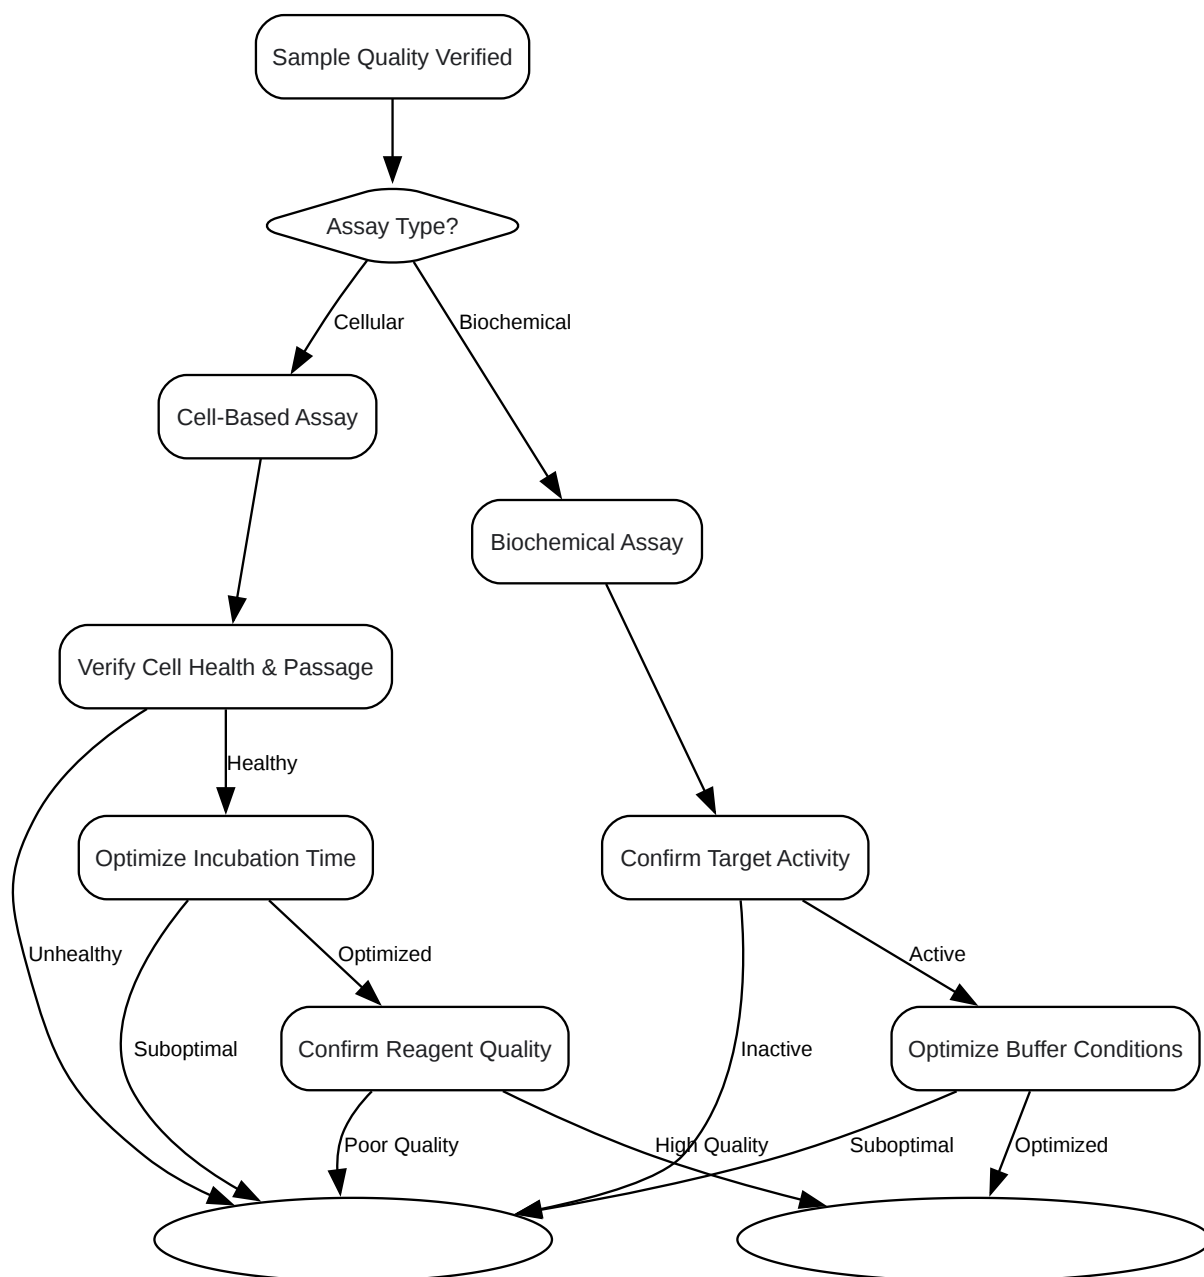 Sample Quality Verified
Assay Type?
Cellular
Biochemical
Cell-Based Assay
Biochemical Assay
Verify Cell Health & Passage
Healthy
Optimize Incubation Time
Confirm Target Activity
Unhealthy
Optimized
Active
Suboptimal
Confirm Reagent Quality
Inactive
Optimize Buffer Conditions
Poor Quality
High Quality
Suboptimal
Optimized